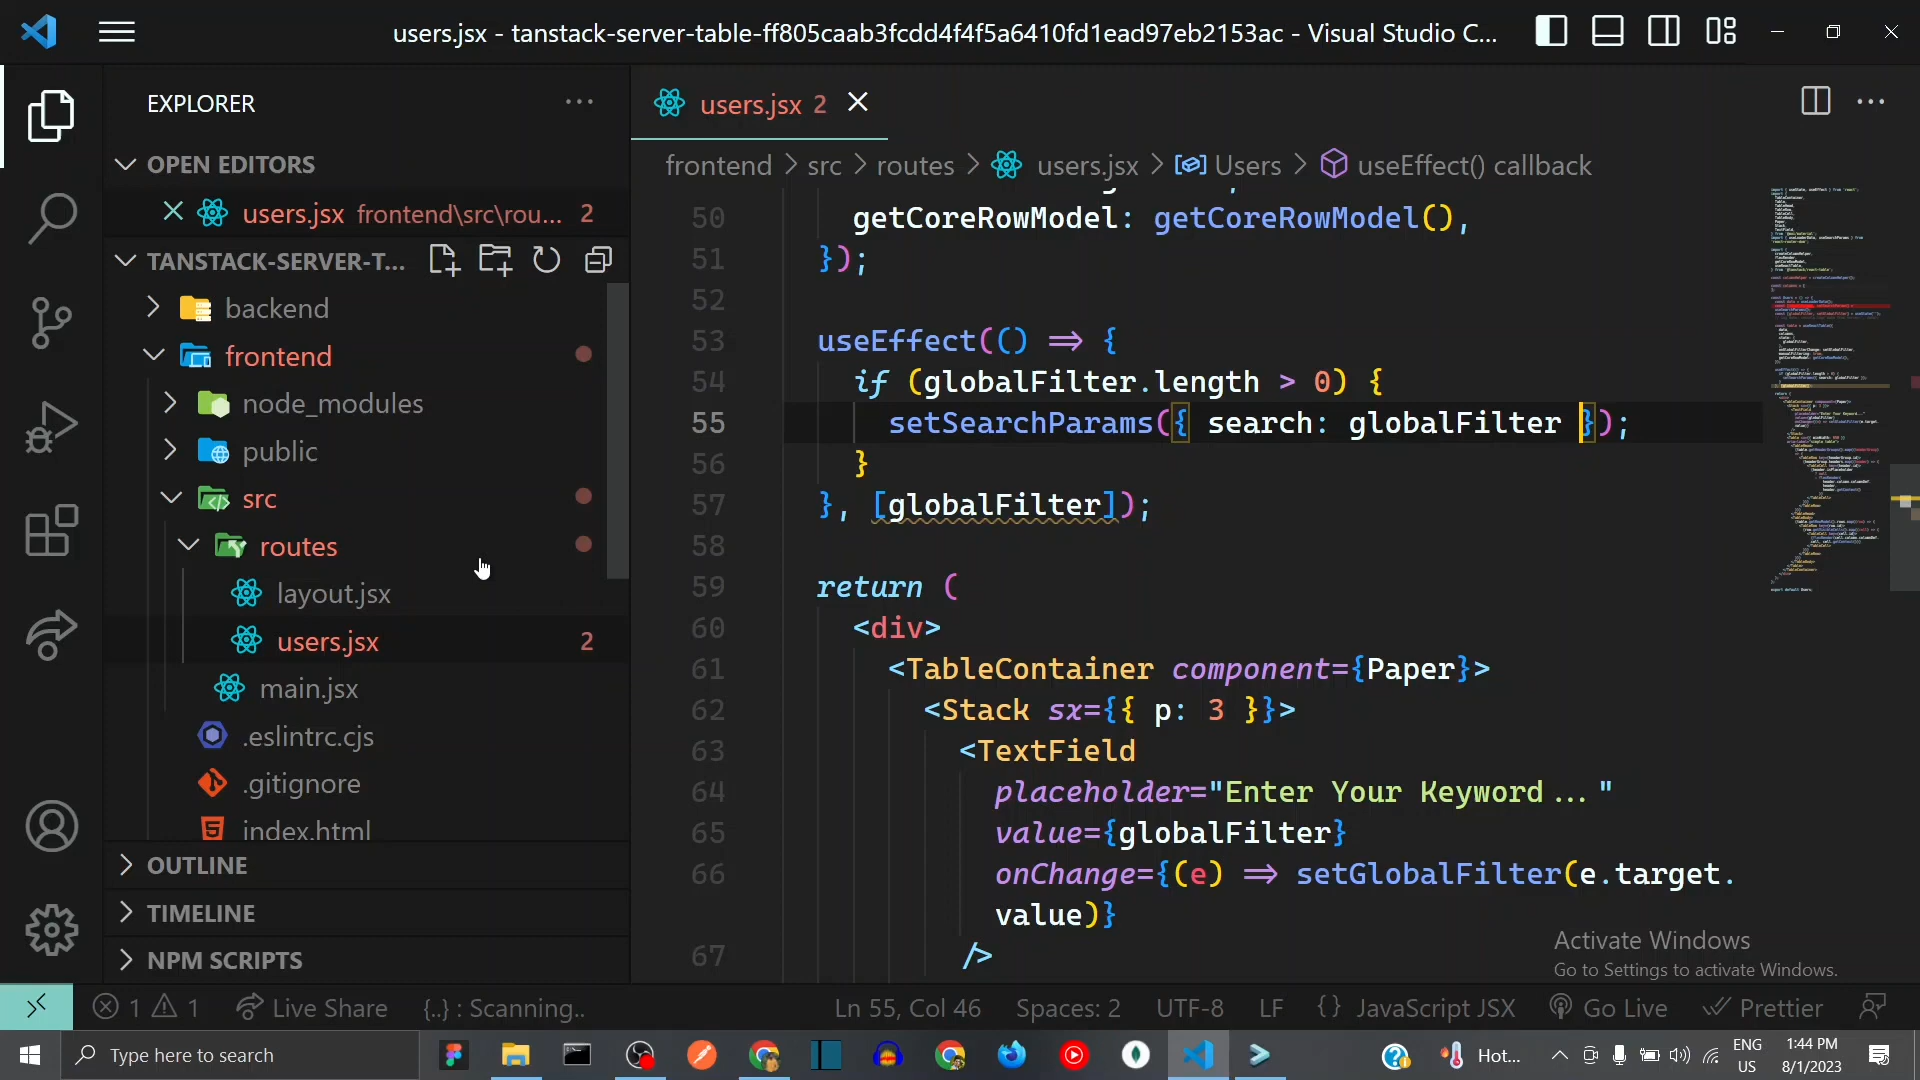 users.jsx - tanstack-server-table-ff805caab3fcdd4f4f5a6410fd1ead97eb2153ac - Visual Studio C...
EXPLORER
OPEN EDITORS
users.jsx frontend\src\rou... 2
TANSTACK-SERVER-T...
backend
frontend
node_modules
public
src
routes
layout.jsx
users.jsx 2
main.jsx
.eslintrc.cjs
.gitignore
index.html
OUTLINE
TIMELINE
NPM SCRIPTS
users.jsx 2
frontend > src > routes > users.jsx > Users > useEffect() callback
50 getCoreRowModel: getCoreRowModel(),
51 });
52
53 useEffect(() => {
54 if (globalFilter.length > 0) {
55 setSearchParams({ search: globalFilter });
56 }
57 }, [globalFilter]);
58
59 return (
60 <div>
61 <TableContainer component={Paper}>
62 <Stack sx={{ p: 3 }}>
63 <TextField
64 placeholder="Enter Your Keyword..."
65 value={globalFilter}
66 onChange={(e) => setGlobalFilter(e.target.
value)}
67 />
Activate Windows
Go to Settings to activate Windows.
1 1 Live Share {..} : Scanning.. Ln 55, Col 46 Spaces: 2 UTF-8 LF {} JavaScript JSX Go Live Prettier
Type here to search
Hot...
ENG
US
1:44 PM
8/1/2023